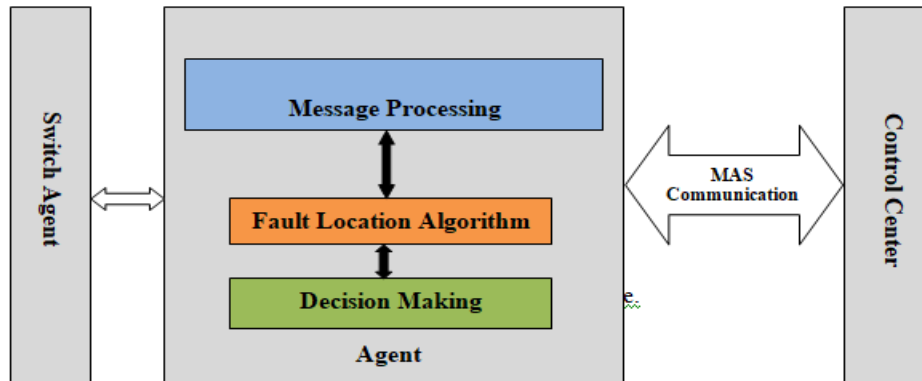 Switch Agent
Message Processing
Fault Location Algorithm
Decision Making
e.
Agent
MAS
Communication
Control Center